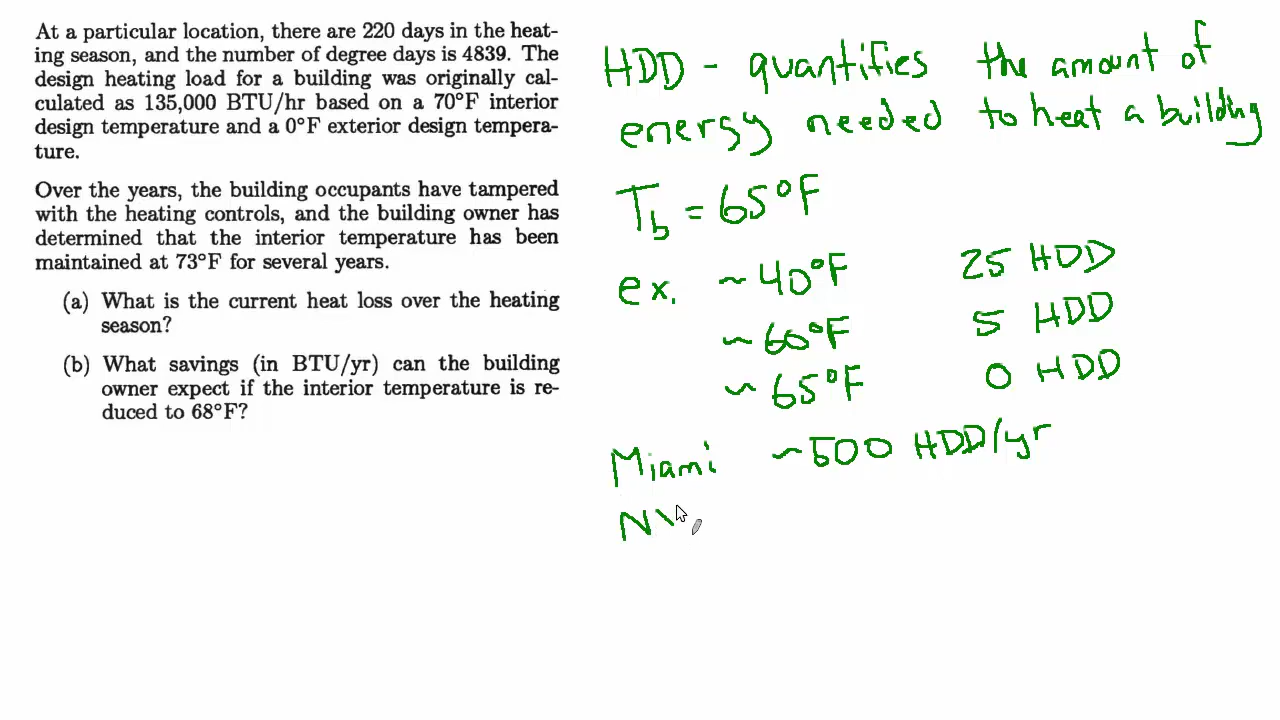 At a particular location, there are 220 days in the heat-
ing season, and the number of degree days is 4839. The
design heating load for a building was originally cal-
culated as 135,000 BTU/hr based on a 70°F interior
design temperature and a 0°F exterior design tempera-
ture.
Over the years, the building occupants have tampered
with the heating controls, and the building owner has
determined that the interior temperature has been
maintained at 73°F for several years.
(a) What is the current heat loss over the heating
season?
(b) What savings (in BTU/yr) can the building
owner expect if the interior temperature is re-
duced to 68°F?
HDD - quantifies the amount of
energy needed to heat a building
Tb = 65°F
ex. ~40°F 25 HDD
~60°F 5 HDD
~65°F 0 HDD
Miami ~500 HDD/yr